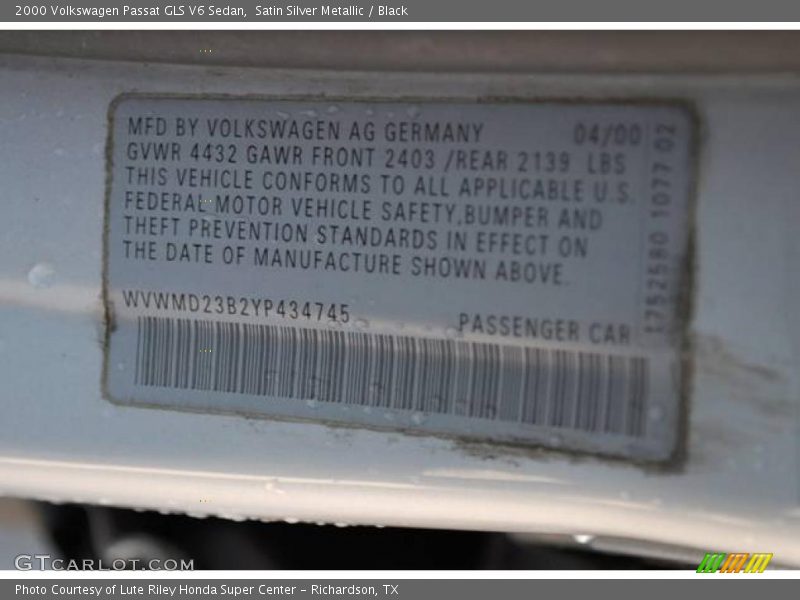 2000 Volkswagen Passat GLS V6 Sedan,  Satin Silver Metallic / Black
MFD BY VOLKSWAGEN AG GERMANY 04/00
GVWR 4432 GAWR FRONT 2403 /REAR 2139 LBS
THIS VEHICLE CONFORMS TO ALL APPLICABLE U.S.
FEDERAL MOTOR VEHICLE SAFETY,BUMPER AND
THEFT PREVENTION STANDARDS IN EFFECT ON
THE DATE OF MANUFACTURE SHOWN ABOVE.
WVWMD23B2YP434745
PASSENGER CAR
1752580 1077 02
GTCARLOT.COM
Photo Courtesy of Lute Riley Honda Super Center - Richardson, TX